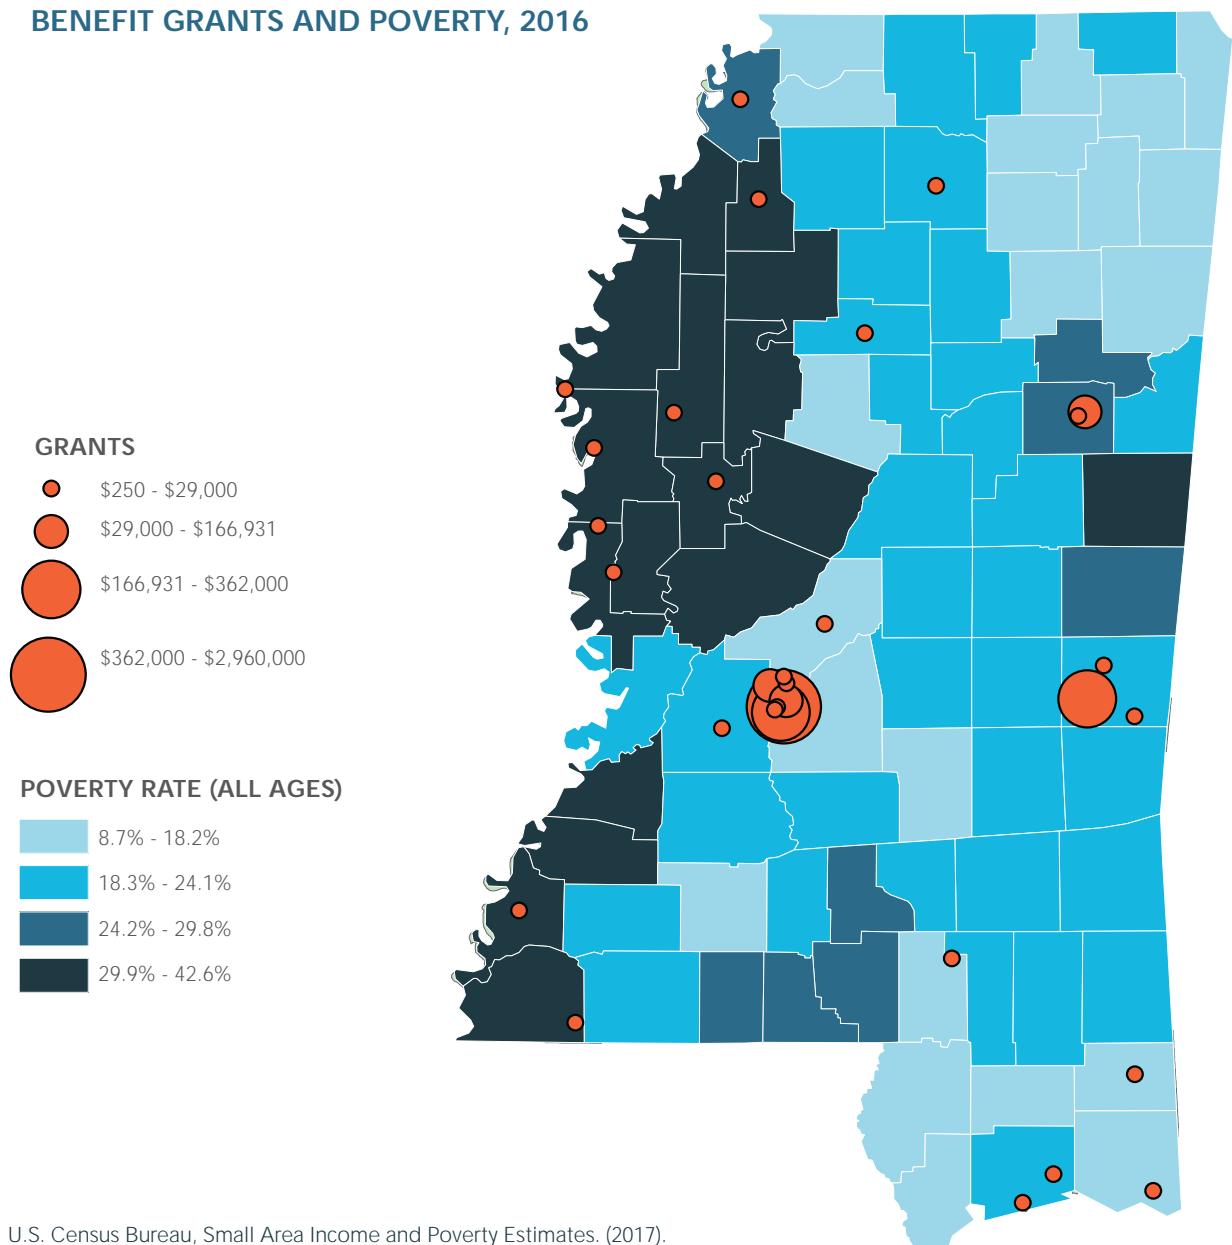 BENEFIT GRANTS AND POVERTY, 2016
GRANTS
$250 - $29,000
$29,000 - $166,931
$166,931 - $362,000
$362,000 - $2,960,000
POVERTY RATE (ALL AGES)
8.7% - 18.2%
18.3% - 24.1%
24.2% - 29.8%
29.9% - 42.6%
U.S. Census Bureau, Small Area Income and Poverty Estimates. (2017).